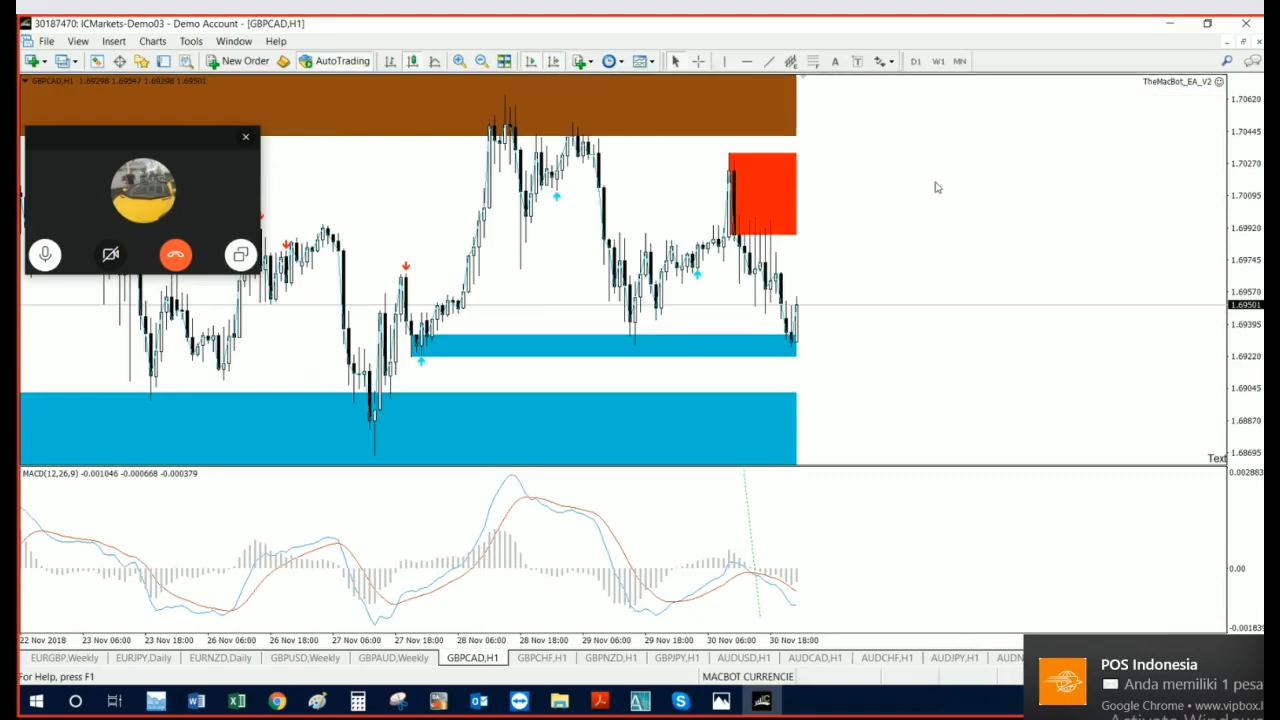 30187470: ICMarkets-Demo03 - Demo Account - [GBPCAD,H1]
File View Insert Charts Tools Window Help
New Order AutoTrading D1 W1 MN
GBPCAD,H1 1.69298 1.69547 1.69298 1.69501
TheMacBot_EA_V2
1.70620
1.70445
1.70270
1.70095
1.69920
1.69745
1.69570
1.69501
1.69395
1.69220
1.69045
1.68870
1.68695
Text
MACD(12,26,9) -0.001046 -0.000668 -0.000379
0.002883
0.00
-0.001839
22 Nov 2018 23 Nov 06:00 23 Nov 18:00 26 Nov 06:00 26 Nov 18:00 27 Nov 06:00 27 Nov 18:00 28 Nov 06:00 28 Nov 18:00 29 Nov 06:00 29 Nov 18:00 30 Nov 06:00 30 Nov 18:00
EURGBP,Weekly EURJPY,Daily EURNZD,Daily GBPUSD,Weekly GBPAUD,Weekly GBPCAD,H1 GBPCHF,H1 GBPNZD,H1 GBPJPY,H1 AUDUSD,H1 AUDCAD,H1 AUDCHF,H1 AUDJPY,H1 AUDN
For Help, press F1
MACBOT CURRENCIE
POS Indonesia
Anda memiliki 1 pesa
Google Chrome • www.vipbox.l